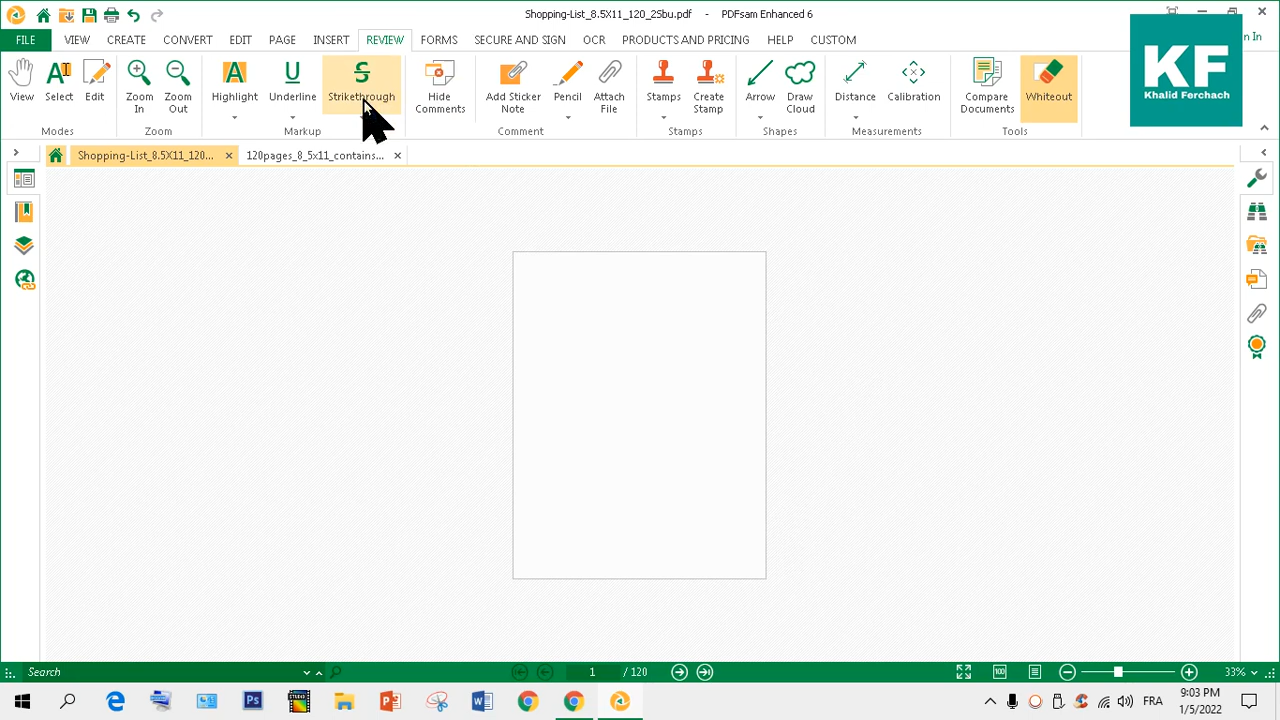 Shopping-List_8.5X11_120_2Sbu.pdf - PDFsam Enhanced 6
FILE VIEW CREATE CONVERT EDIT PAGE INSERT REVIEW FORMS SECURE AND SIGN OCR PRODUCTS AND PRICING HELP CUSTOM In
KF
Khalid Ferchach
View Select Edit Zoom In Zoom Out Highlight Underline Strikethrough Hide Comments Add Sticker Note Pencil Attach File Stamps Create Stamp Arrow Draw Cloud Distance Calibration Compare Documents Whiteout
Modes Zoom Markup Comment Stamps Shapes Measurements Tools
Shopping-List_8.5X11_120... 120pages_8_5x11_contains...
Search 1 / 120 33%
FRA
9:03 PM
1/5/2022